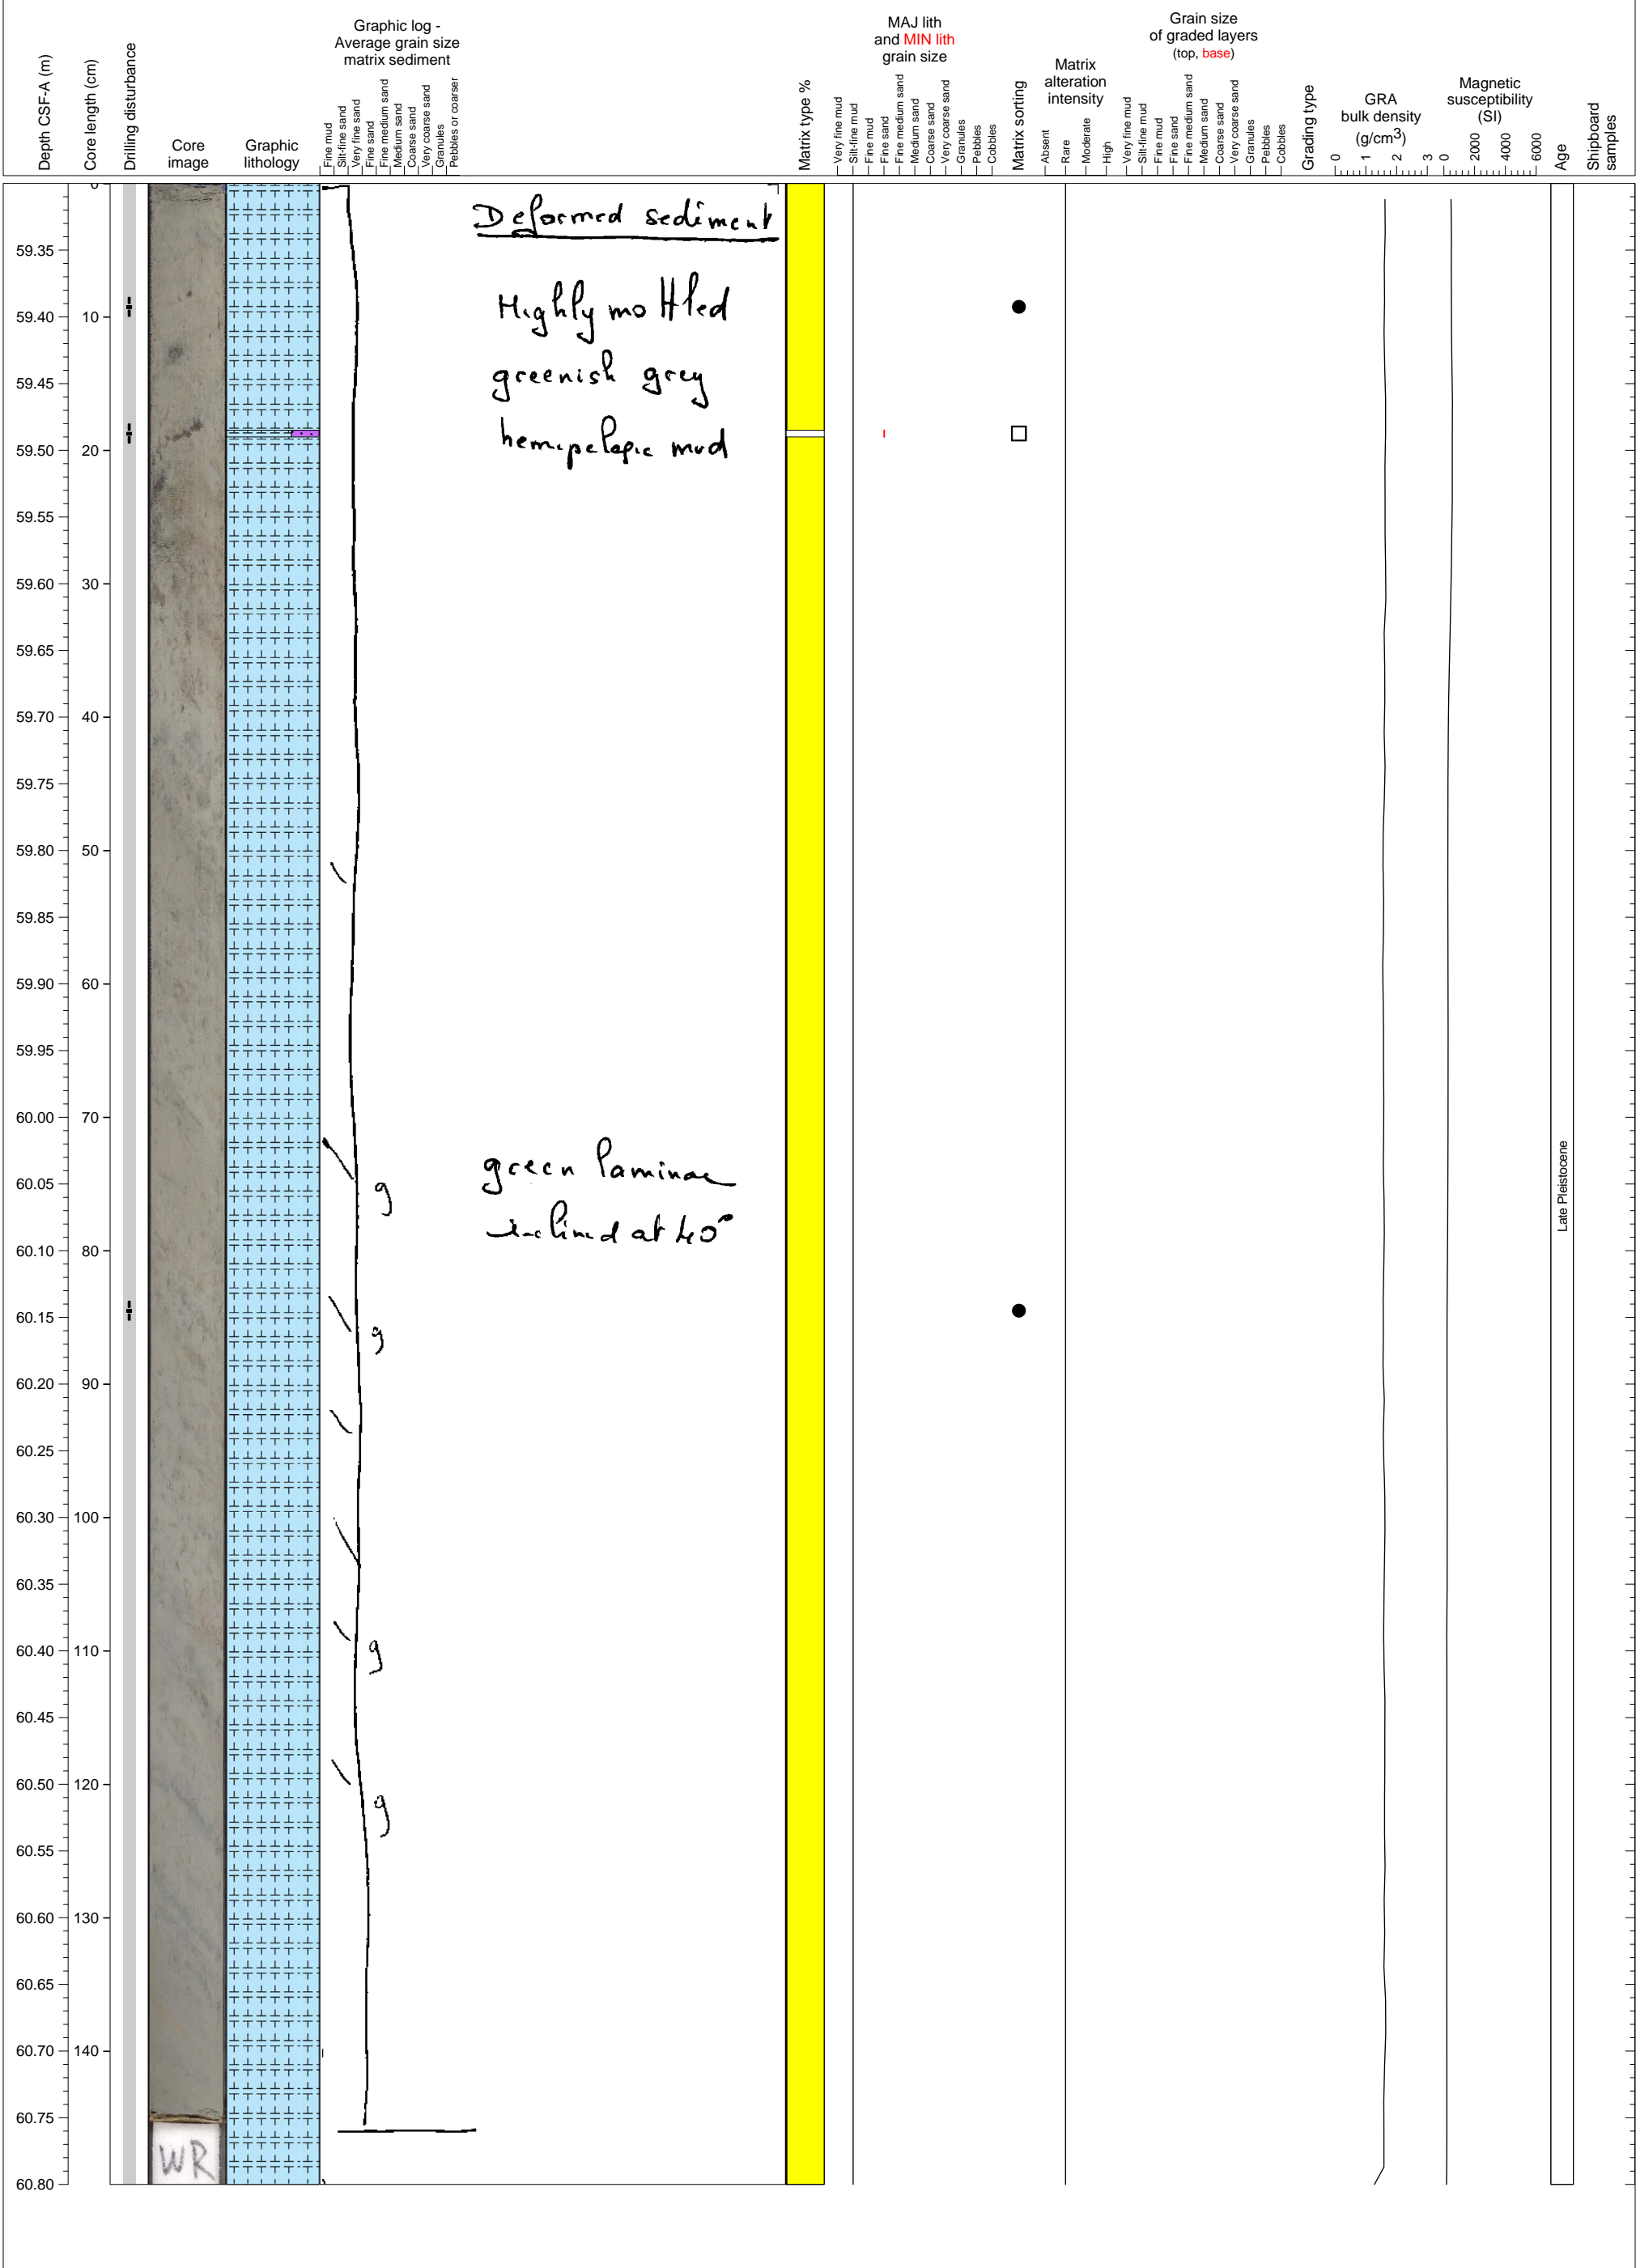 Depth CSF-A (m)
Core length (cm)
Drilling disturbance
Core
image
Graphic
lithology
Graphic log -
Average grain size
matrix sediment
Fine mud
Silt-fine sand
Very fine sand
Fine sand
Fine medium sand
Medium sand
Coarse sand
Very coarse sand
Granules
Pebbles or coarser
Matrix type %
MAJ lith
and MIN lith
grain size
Very fine mud
Silt-fine mud
Fine mud
Fine sand
Fine medium sand
Medium sand
Coarse sand
Very coarse sand
Granules
Pebbles
Cobbles
Matrix sorting
Matrix
alteration
intensity
Absent
Rare
Moderate
High
Grain size
of graded layers
(top, base)
Very fine mud
Silt-fine mud
Fine mud
Fine sand
Fine medium sand
Medium sand
Coarse sand
Very coarse sand
Granules
Pebbles
Cobbles
Grading type
GRA
bulk density
(g/cm3)
0 1 2 3
Magnetic
susceptibility
(SI)
0 2000 4000 6000
Age
Shipboard
samples
0
Deformed sediment
59.35
Highly mottled
59.40 10
greenish grey
59.45
hemipelagic mud
59.50 20
59.55
59.60 30
59.65
59.70 40
59.75
59.80 50
59.85
59.90 60
59.95
60.00 70
green laminae
60.05
g
inclined at 40°
60.10 80
60.15
g
60.20 90
60.25
60.30 100
60.35
60.40 110
g
60.45
60.50 120
g
60.55
60.60 130
60.65
60.70 140
60.75
WR
60.80
Late Pleistocene